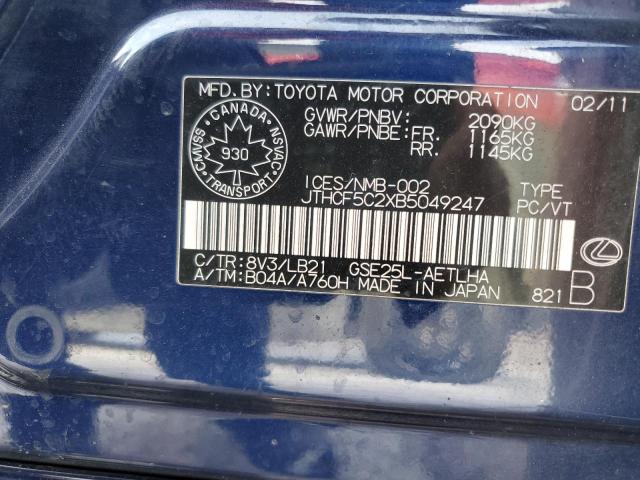 MFD. BY: TOYOTA MOTOR CORPORATION 02/11
GVWR/PNBV: 2090KG
GAWR/PNBE: FR. 1165KG
RR. 1145KG
CANADA
CMVSS NSVAC
930
TRANSPORT
ICES/NMB-002 TYPE
JTHCF5C2XB5049247 PC/VT
C/TR: 8V3/LB21 GSE25L-AETLHA
A/TM: B04A/A760H MADE IN JAPAN 821 B